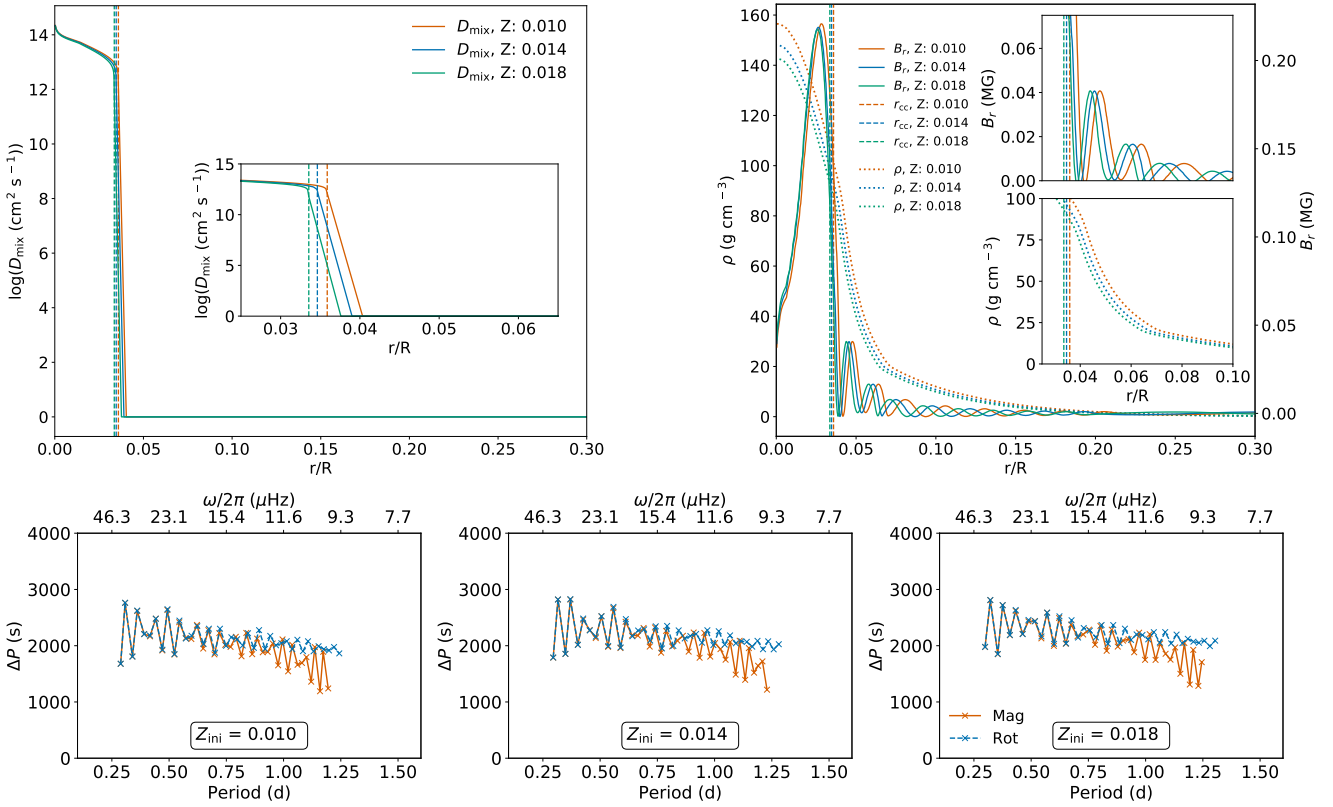 14
12
10
8
6
4
2
0
log(D_mix (cm² s⁻¹))
0.00 0.05 0.10 0.15 0.20 0.25 0.30
r/R
D_mix, Z: 0.010
D_mix, Z: 0.014
D_mix, Z: 0.018
15
10
5
0
log(D_mix (cm² s⁻¹))
0.03 0.04 0.05 0.06
r/R
160
140
120
100
80
60
40
20
0
ρ (g cm⁻³)
0.00 0.05 0.10 0.15 0.20 0.25 0.30
r/R
B_r, Z: 0.010
B_r, Z: 0.014
B_r, Z: 0.018
r_cc, Z: 0.010
r_cc, Z: 0.014
r_cc, Z: 0.018
ρ, Z: 0.010
ρ, Z: 0.014
ρ, Z: 0.018
0.06
0.04
0.02
0.00
B_r (MG)
100
75
50
25
0
ρ (g cm⁻³)
0.04 0.06 0.08 0.10
r/R
0.20
0.15
0.10
0.05
0.00
B_r (MG)
ω/2π (μHz)
46.3 23.1 15.4 11.6 9.3 7.7
4000
3000
2000
1000
0
ΔP (s)
Z_ini = 0.010
0.25 0.50 0.75 1.00 1.25 1.50
Period (d)
ω/2π (μHz)
46.3 23.1 15.4 11.6 9.3 7.7
4000
3000
2000
1000
0
ΔP (s)
Z_ini = 0.014
0.25 0.50 0.75 1.00 1.25 1.50
Period (d)
ω/2π (μHz)
46.3 23.1 15.4 11.6 9.3 7.7
4000
3000
2000
1000
0
ΔP (s)
Mag
Rot
Z_ini = 0.018
0.25 0.50 0.75 1.00 1.25 1.50
Period (d)